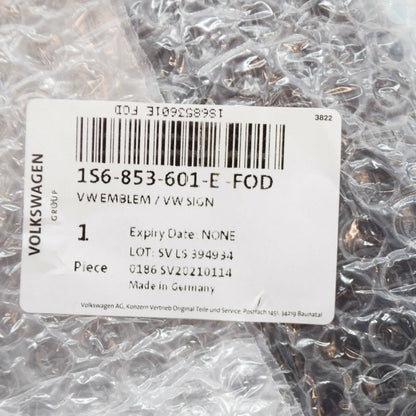 1S6853601E FOD
3822
VOLKSWAGEN
GROUP
1S6-853-601-E -FOD
VW EMBLEM / VW SIGN
1
Piece
Expiry Date: NONE
LOT: SV LS 394934
0186 SV20210114
Made in Germany
Volkswagen AG, Konzern Vertrieb Original Teile und Service, Postfach 1451, 34219 Baunatal